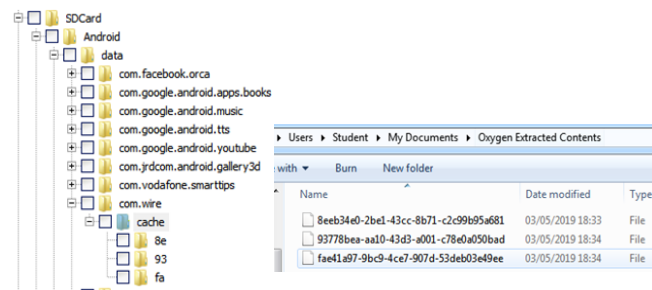 SDCard
Android
data
com.facebook.orca
com.google.android.apps.books
com.google.android.music
com.google.android.tts
com.google.android.youtube
com.jrdcom.android.gallery3d
com.vodafone.smarttips
com.wire
cache
8e
93
fa
Users Student My Documents Oxygen Extracted Contents
with Burn New folder
Name Date modified Type
8eeb34e0-2be1-43cc-8b71-c2c99b95a681 03/05/2019 18:33 File
93778bea-aa10-43d3-a001-c78e0a050bad 03/05/2019 18:34 File
fae41a97-9bc9-4ce7-907d-53deb03e49ee 03/05/2019 18:34 File